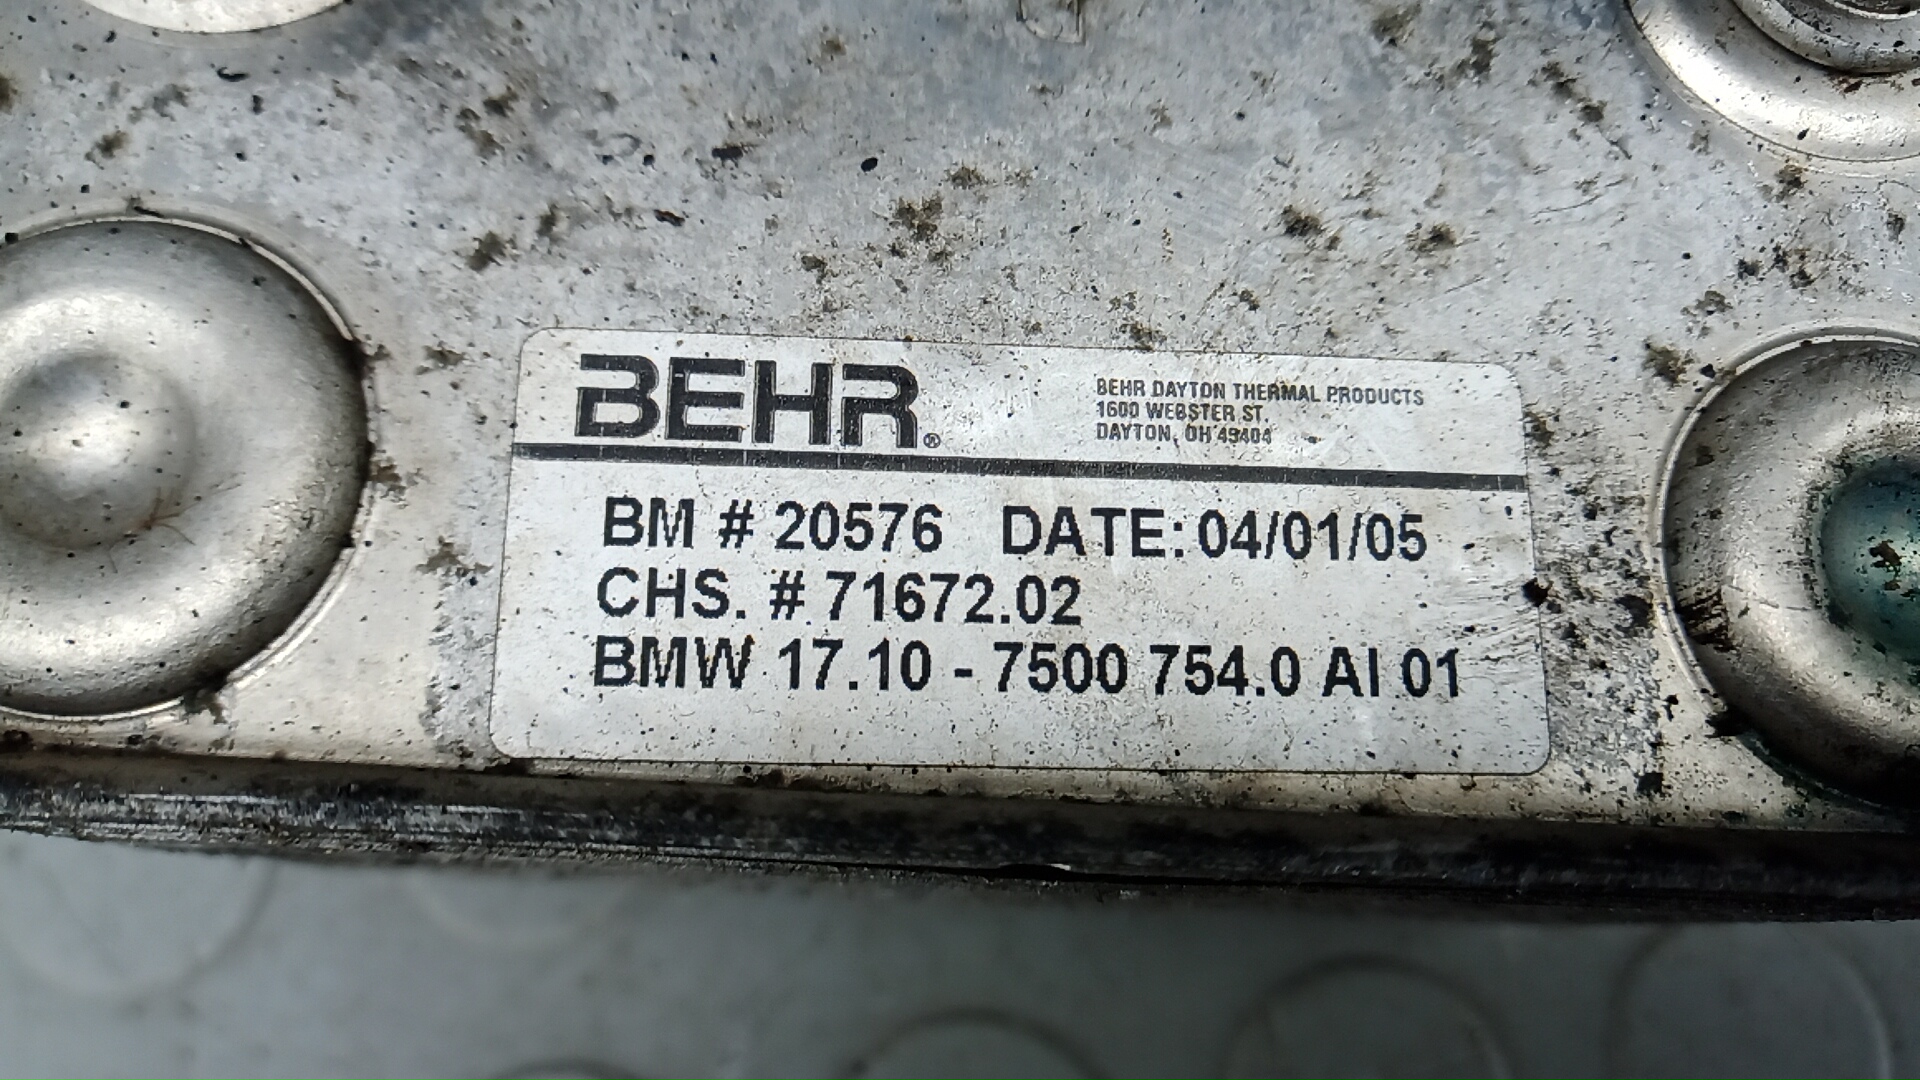 BEHR®
BEHR DAYTON THERMAL PRODUCTS
1600 WEBSTER ST.
DAYTON, OH 45404
BM # 20576 DATE: 04/01/05
CHS. # 71672.02
BMW 17.10 - 7500 754.0 AI 01